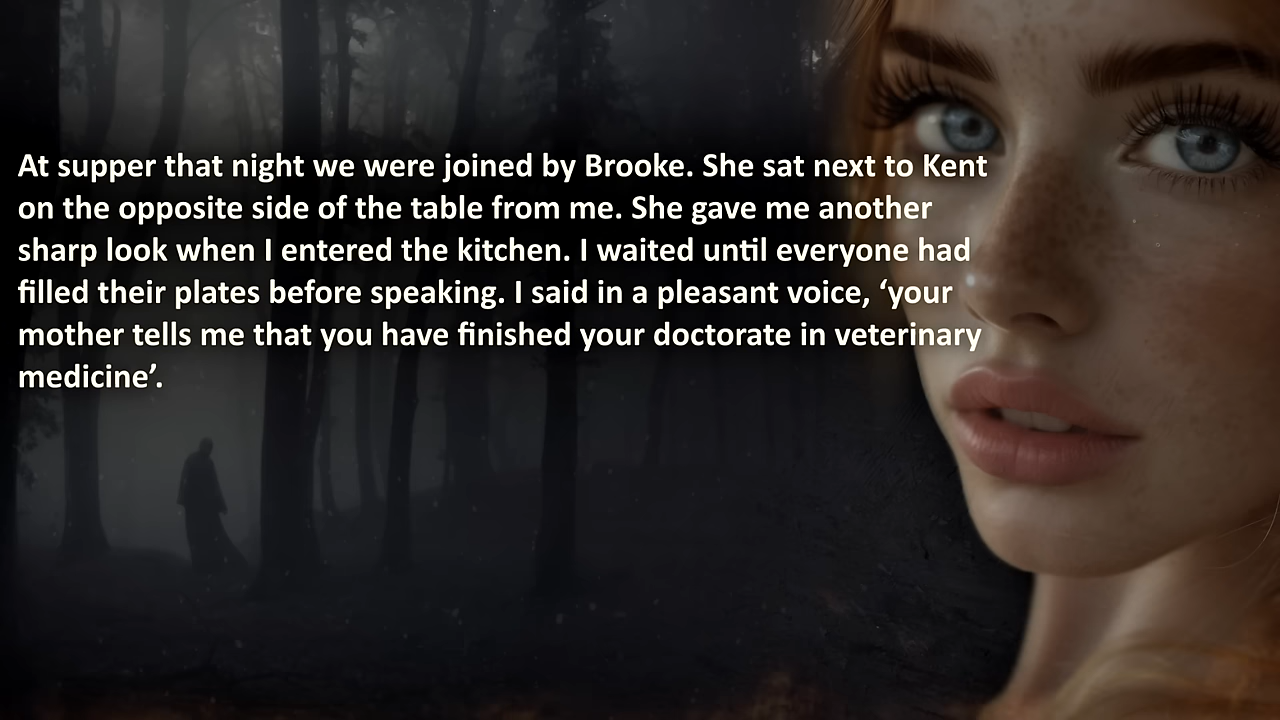 At supper that night we were joined by Brooke. She sat next to Kent
on the opposite side of the table from me. She gave me another
sharp look when I entered the kitchen. I waited until everyone had
filled their plates before speaking. I said in a pleasant voice, ‘your
mother tells me that you have finished your doctorate in veterinary
medicine’.